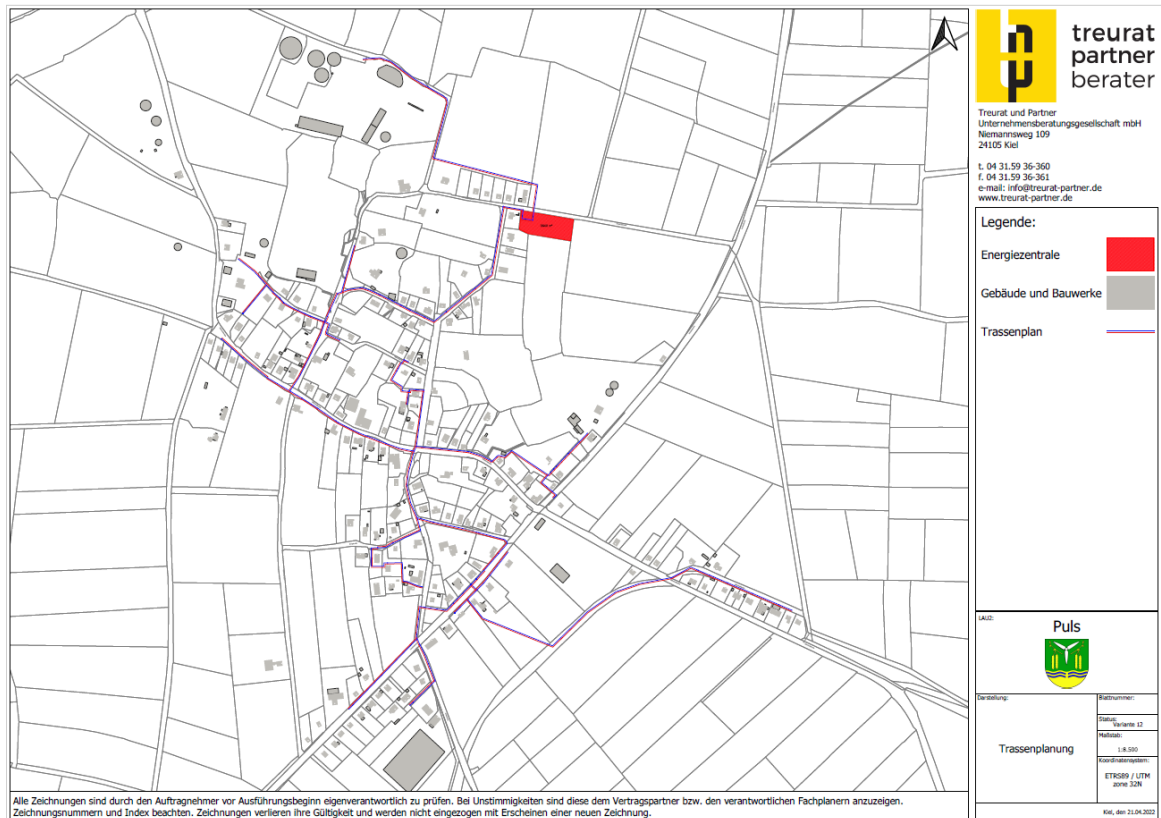 treurat
partner
berater
Treurat und Partner
Unternehmensberatungsgesellschaft mbH
Niemannsweg 109
24105 Kiel
t. 04 31.59 36-360
f. 04 31.59 36-361
e-mail: info@treurat-partner.de
www.treurat-partner.de
Legende:
Energiezentrale
Gebäude und Bauwerke
Trassenplan
Puls
Darstellung:
Trassenplanung
Blattnummer:
Status:
Variante 12
Maßstab:
1:8.500
Koordinatensystem:
ETRS89 / UTM
zone 32N
Kiel, den 21.04.2022
Alle Zeichnungen sind durch den Auftragnehmer vor Ausführungsbeginn eigenverantwortlich zu prüfen. Bei Unstimmigkeiten sind diese dem Vertragspartner bzw. den verantwortlichen Fachplanern anzuzeigen.
Zeichnungsnummern und Index beachten. Zeichnungen verlieren ihre Gültigkeit und werden nicht eingezogen mit Erscheinen einer neuen Zeichnung.